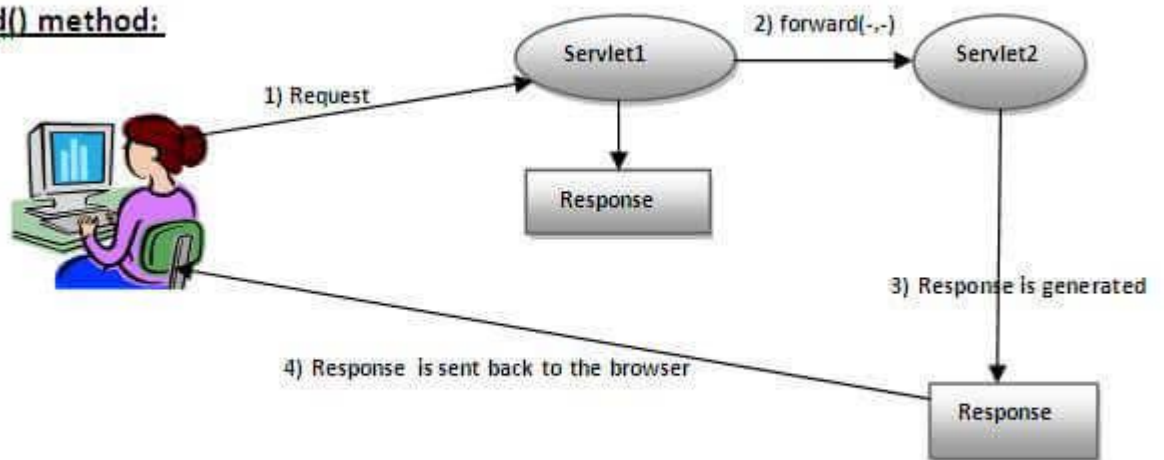 d() method:
2) forward(-,-)
Servlet1
Servlet2
1) Request
Response
3) Response is generated
4) Response is sent back to the browser
Response